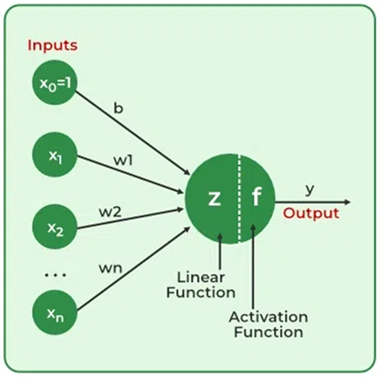 Inputs
x0=1
b
x1
w1
w2
x2
...
wn
xn
z
f
y
Output
Linear
Function
Activation
Function